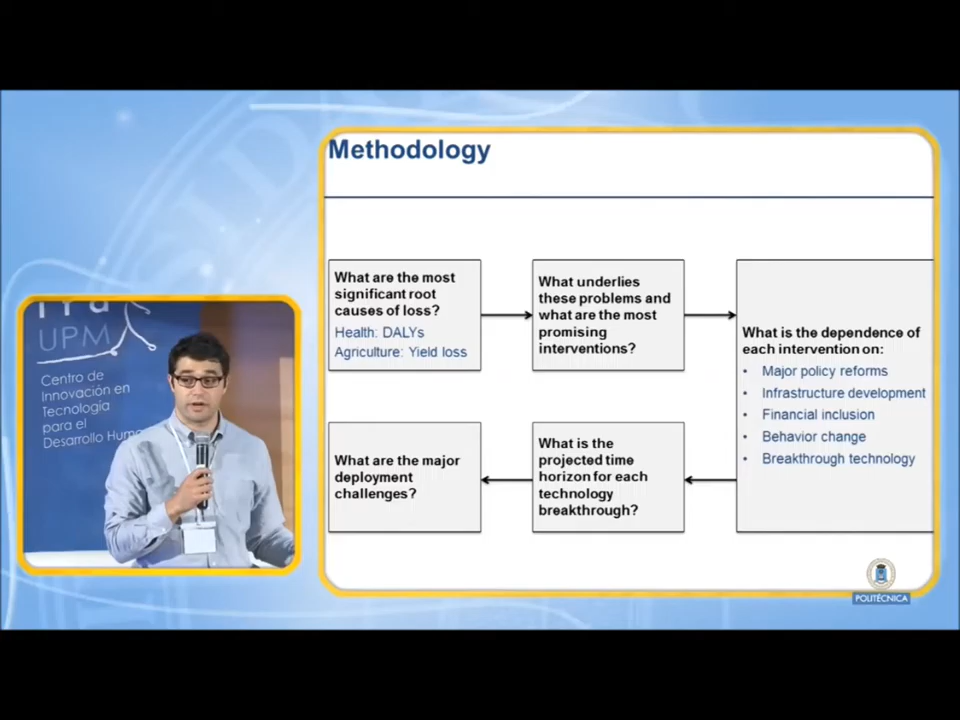 Methodology
What are the most
significant root
causes of loss?
Health: DALYs
Agriculture: Yield loss
What underlies
these problems and
what are the most
promising
interventions?
What is the dependence of
each intervention on:
• Major policy reforms
• Infrastructure development
• Financial inclusion
• Behavior change
• Breakthrough technology
What is the
projected time
horizon for each
technology
breakthrough?
What are the major
deployment
challenges?
UPM
Centro de
Innovación en
Tecnología
para el
Desarrollo Huma
POLITÉCNICA